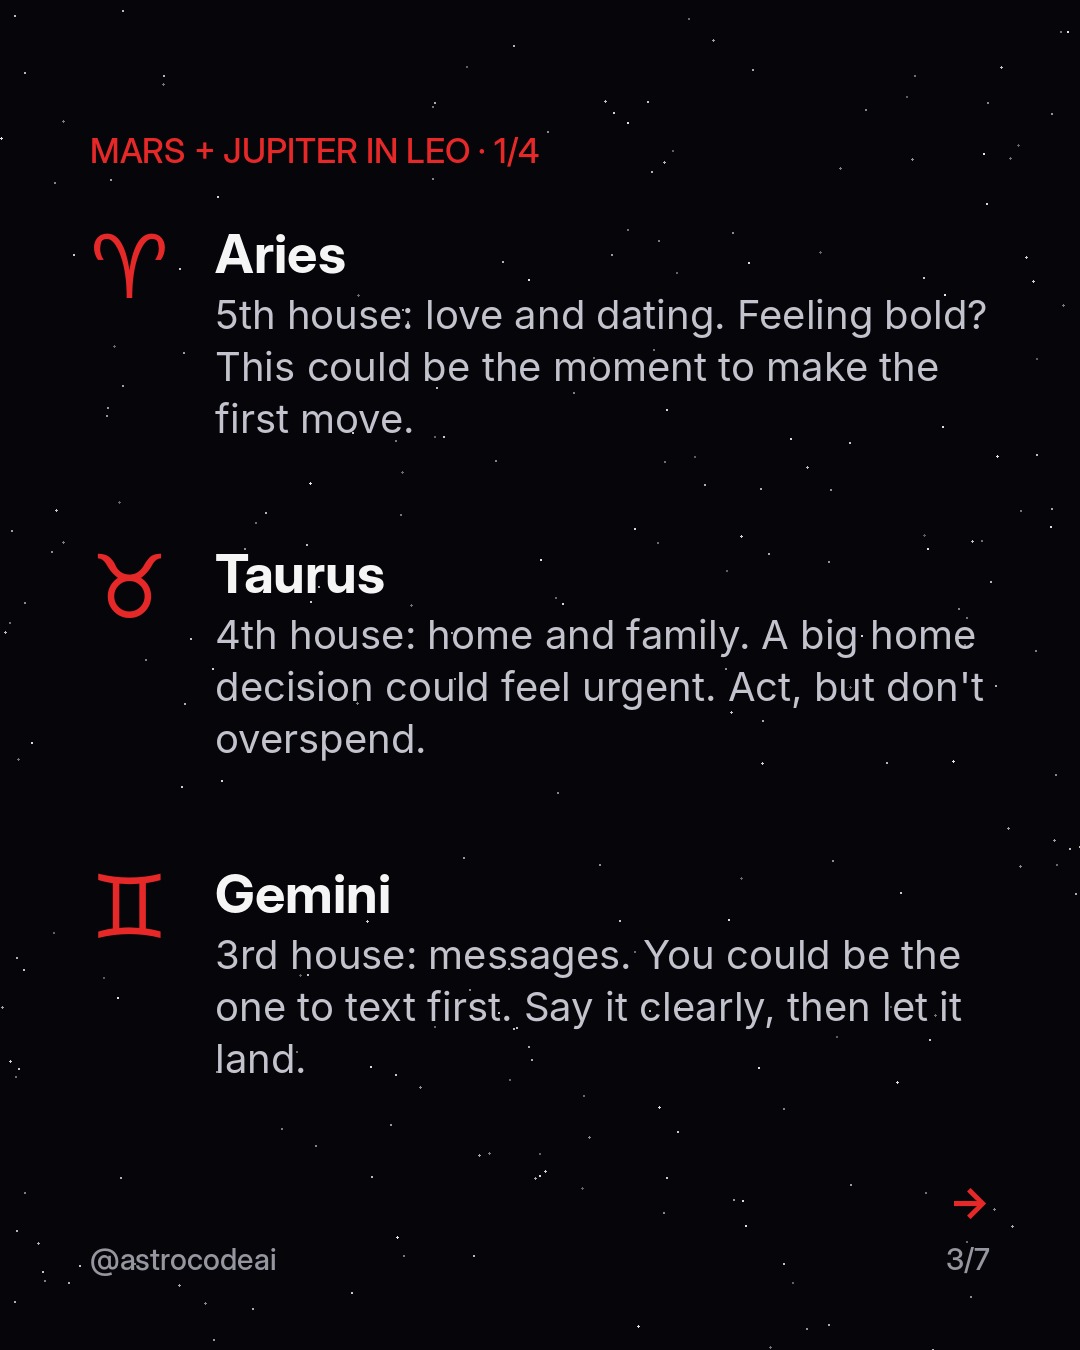 MARS + JUPITER IN LEO · 1/4
♈ Aries
5th house: love and dating. Feeling bold?
This could be the moment to make the
first move.
♉ Taurus
4th house: home and family. A big home
decision could feel urgent. Act, but don't
overspend.
♊ Gemini
3rd house: messages. You could be the
one to text first. Say it clearly, then let it
land.
→
@astrocodeai
3/7